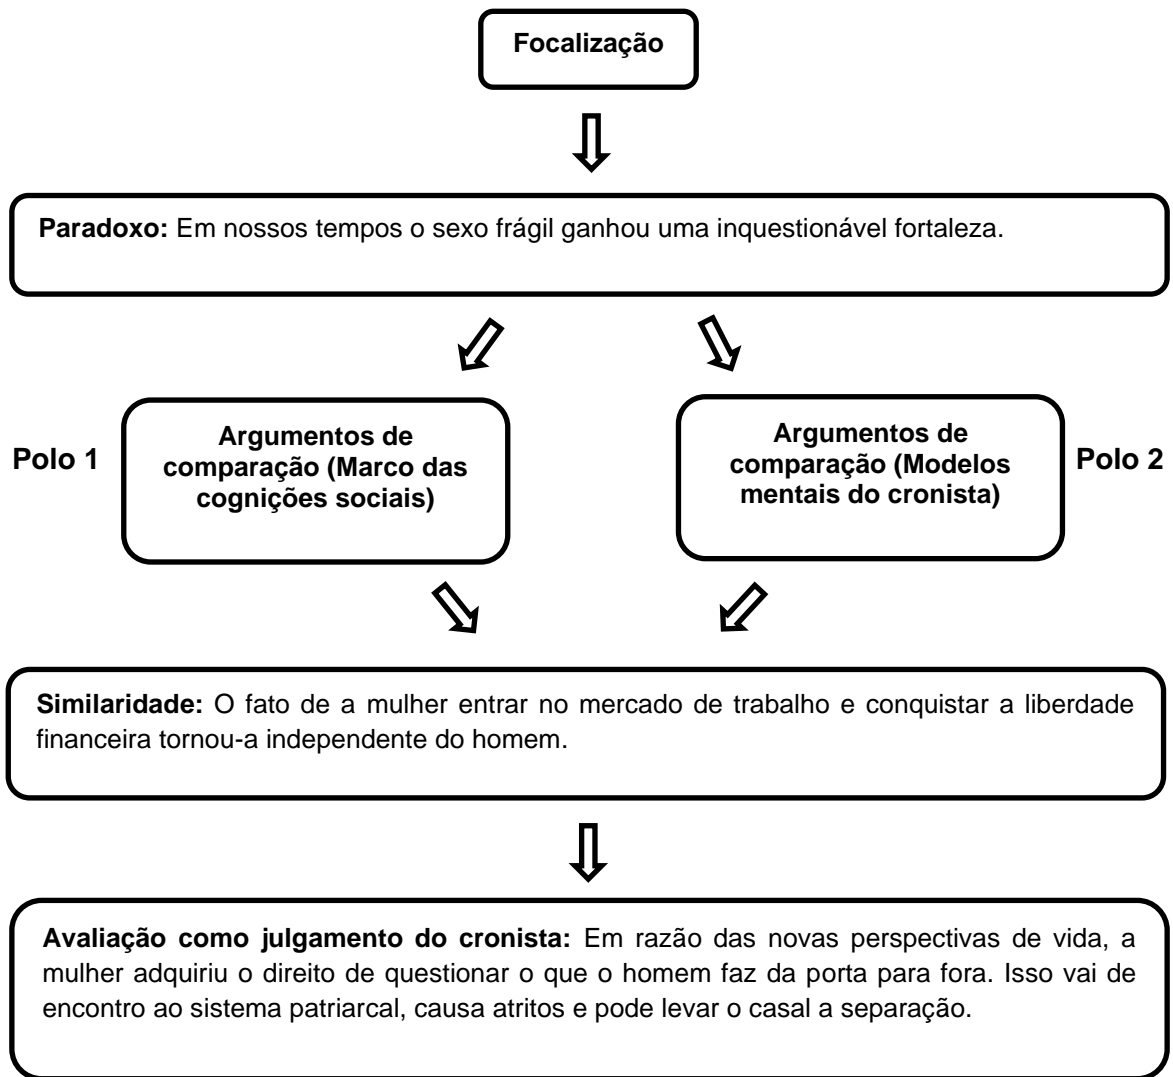 Focalização
Paradoxo: Em nossos tempos o sexo frágil ganhou uma inquestionável fortaleza.
Polo 1
Argumentos de
comparação (Marco das
cognições sociais)
Argumentos de
comparação (Modelos
mentais do cronista)
Polo 2
Similaridade: O fato de a mulher entrar no mercado de trabalho e conquistar a liberdade
financeira tornou-a independente do homem.
Avaliação como julgamento do cronista: Em razão das novas perspectivas de vida, a
mulher adquiriu o direito de questionar o que o homem faz da porta para fora. Isso vai de
encontro ao sistema patriarcal, causa atritos e pode levar o casal a separação.